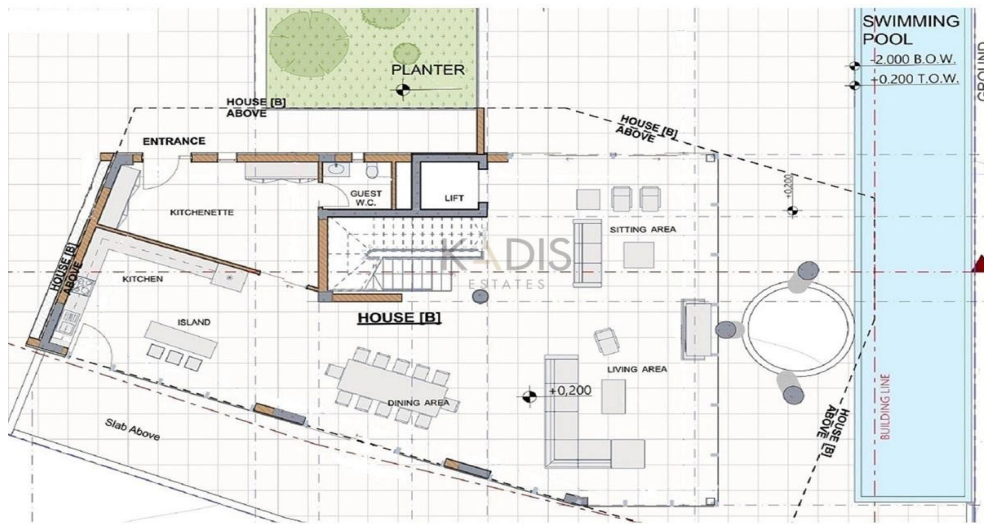 SWIMMING
POOL
-2.000 B.O.W.
+0.200 T.O.W.
GROUND
PLANTER
HOUSE [B]
ABOVE
HOUSE [B]
ABOVE
ENTRANCE
GUEST
W.C.
LIFT
+0,200
KITCHENETTE
SITTING AREA
KADIS
ESTATES
HOUSE [B]
ABOVE
KITCHEN
ISLAND
HOUSE [B]
LIVING AREA
+0,200
DINING AREA
BUILDING LINE
HOUSE [B]
ABOVE
Slab Above